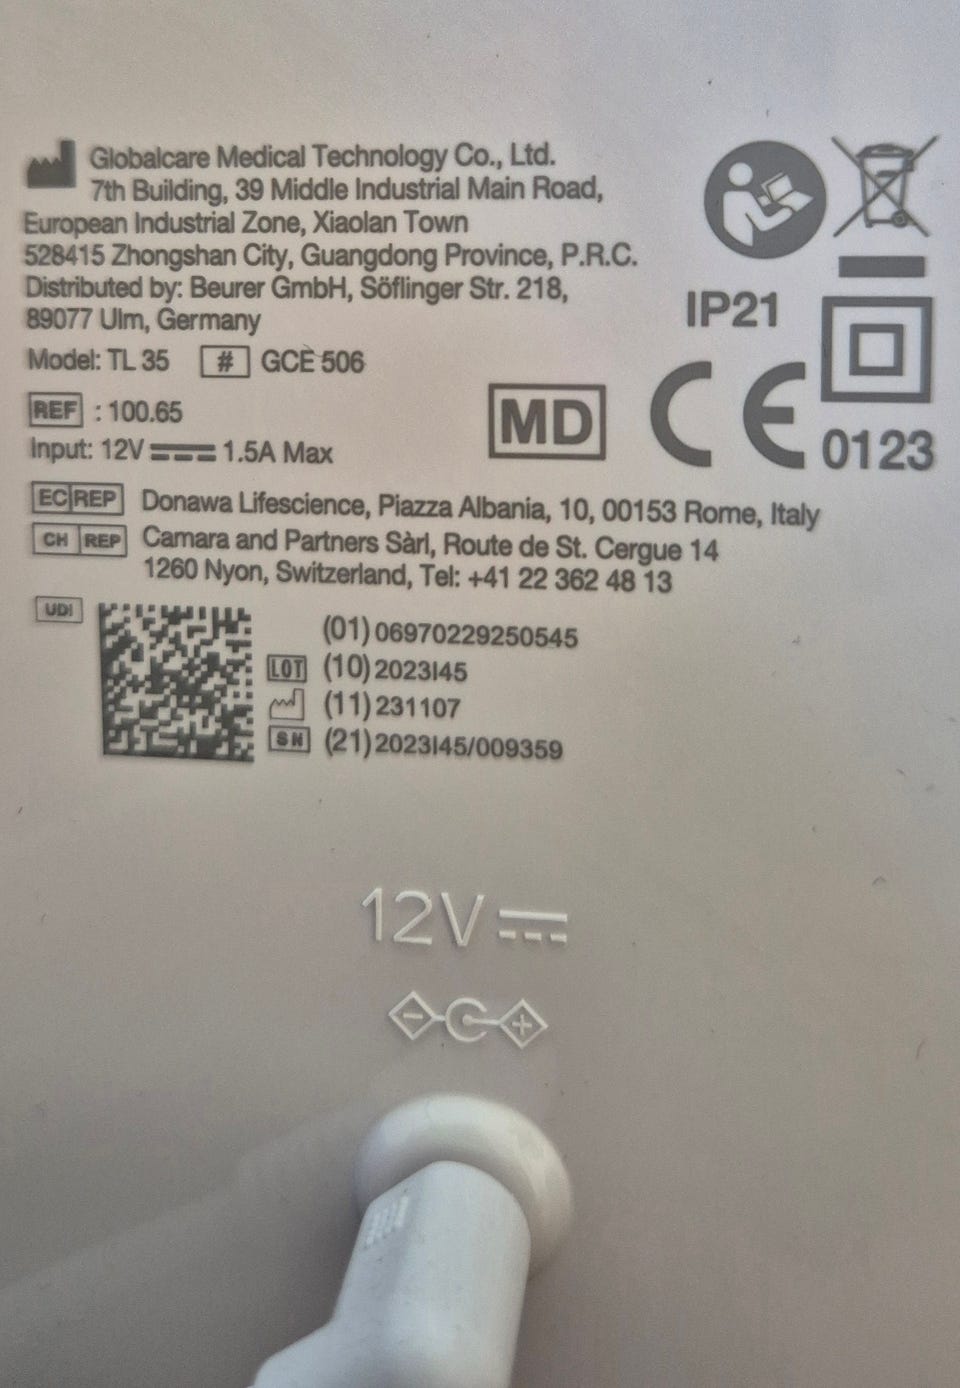 Globalcare Medical Technology Co., Ltd.
7th Building, 39 Middle Industrial Main Road,
European Industrial Zone, Xiaolan Town
528415 Zhongshan City, Guangdong Province, P.R.C.
Distributed by: Beurer GmbH, Söflinger Str. 218,
89077 Ulm, Germany
Model: TL 35 # GCE 506
REF : 100.65
Input: 12V 1.5A Max
IP21
MD
CE 0123
EC REP Donawa Lifescience, Piazza Albania, 10, 00153 Rome, Italy
CH REP Camara and Partners Sàrl, Route de St. Cergue 14
1260 Nyon, Switzerland, Tel: +41 22 362 48 13
UDI
(01) 06970229250545
LOT (10) 2023I45
(11) 231107
SN (21) 2023I45/009359
12V
- +